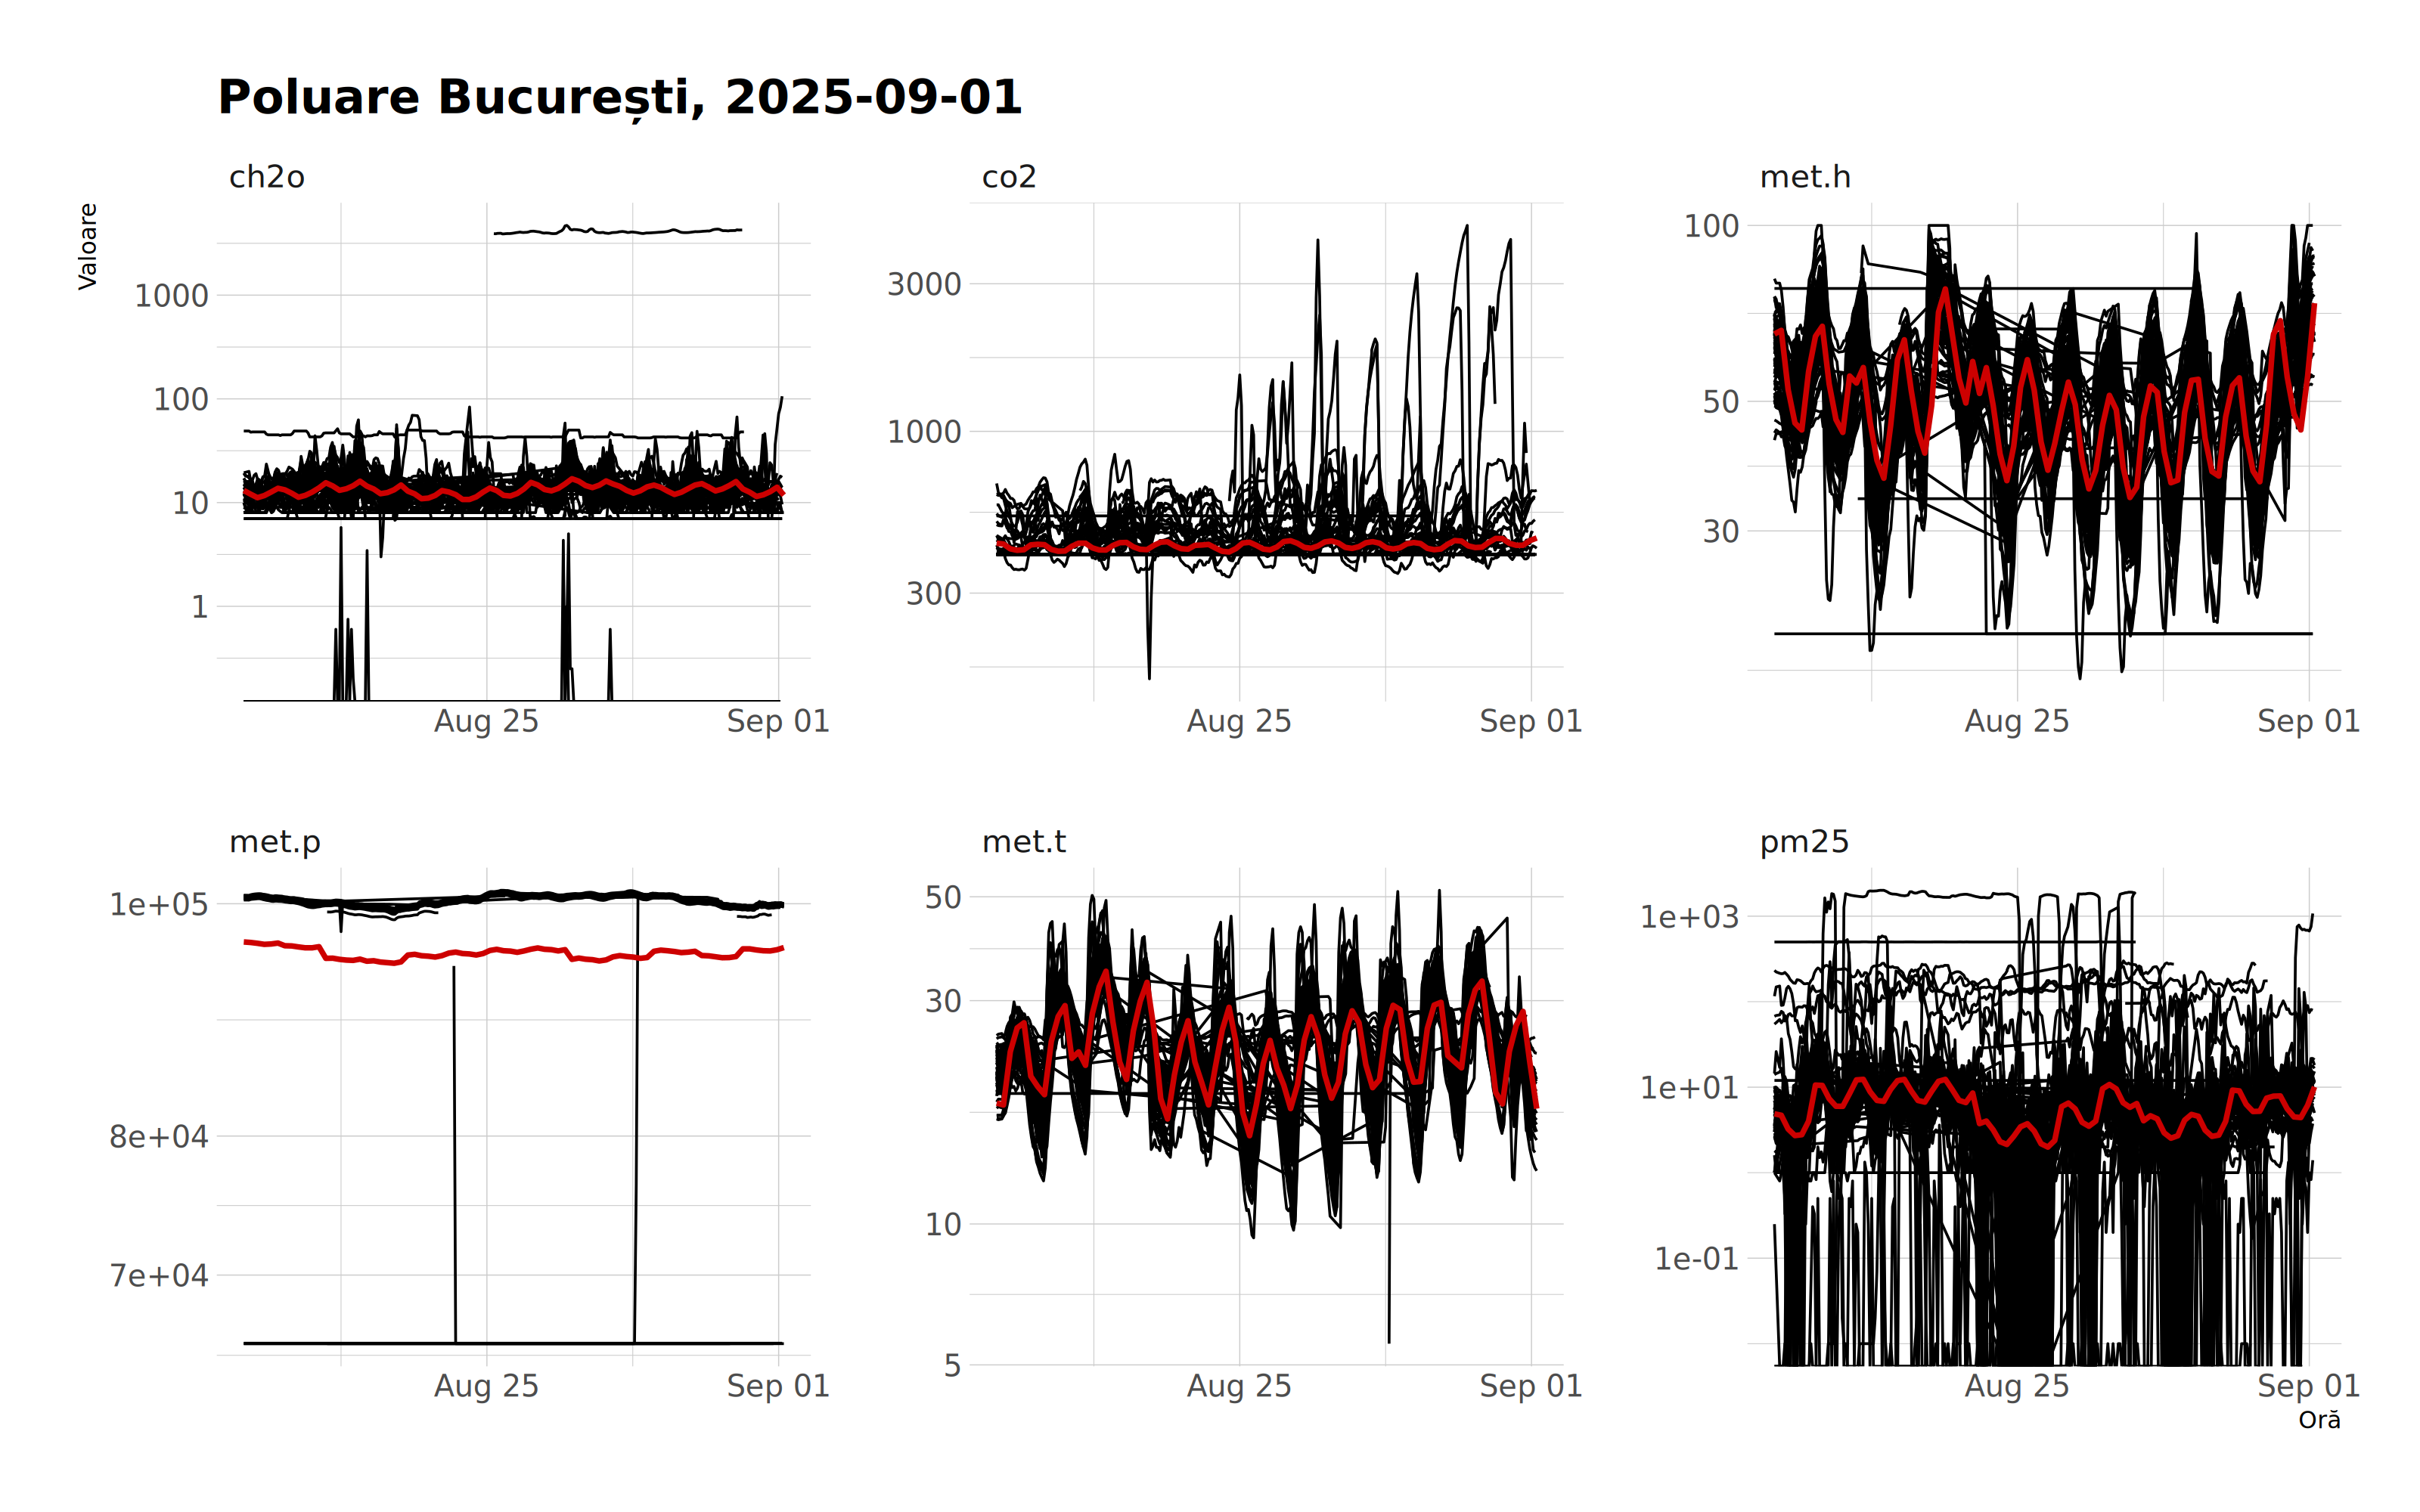 Poluare București, 2025-09-01
Valoare
ch2o
1000
100
10
1
Aug 25 Sep 01
co2
3000
1000
300
Aug 25 Sep 01
met.h
100
50
30
Aug 25 Sep 01
met.p
1e+05
8e+04
7e+04
Aug 25 Sep 01
met.t
50
30
10
5
Aug 25 Sep 01
pm25
1e+03
1e+01
1e-01
Aug 25 Sep 01
Oră